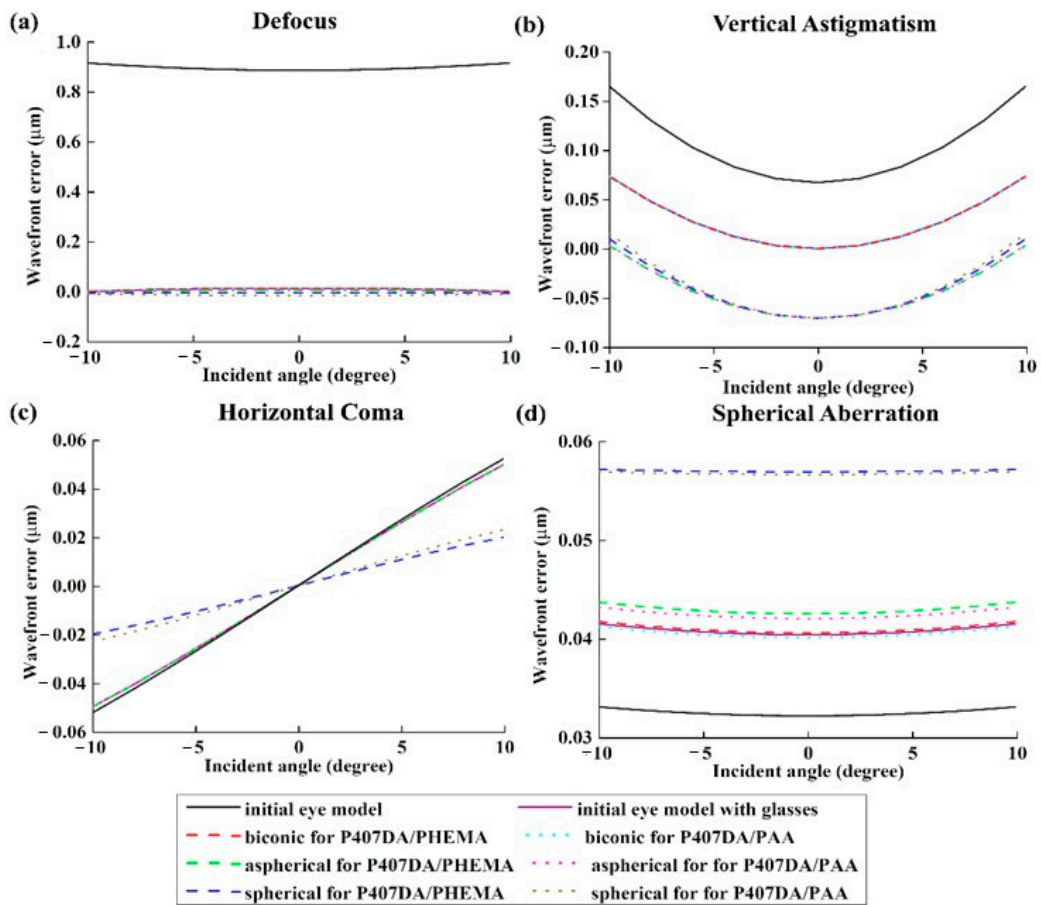 (a)
Defocus
1.0
0.8
0.6
0.4
0.2
0.0
−0.2
Wavefront error (μm)
−10
−5
0
5
10
Incident angle (degree)
(b)
Vertical Astigmatism
0.20
0.15
0.10
0.05
0.00
−0.05
−0.10
Wavefront error (μm)
−10
−5
0
5
10
Incident angle (degree)
(c)
Horizontal Coma
0.06
0.04
0.02
0.00
−0.02
−0.04
−0.06
Wavefront error (μm)
−10
−5
0
5
10
Incident angle (degree)
(d)
Spherical Aberration
0.06
0.06
0.05
0.04
0.03
Wavefront error (μm)
−10
−5
0
5
10
Incident angle (degree)
initial eye model
initial eye model with glasses
biconic for P407DA/PHEMA
biconic for P407DA/PAA
aspherical for P407DA/PHEMA
aspherical for for P407DA/PAA
spherical for P407DA/PHEMA
spherical for for P407DA/PAA